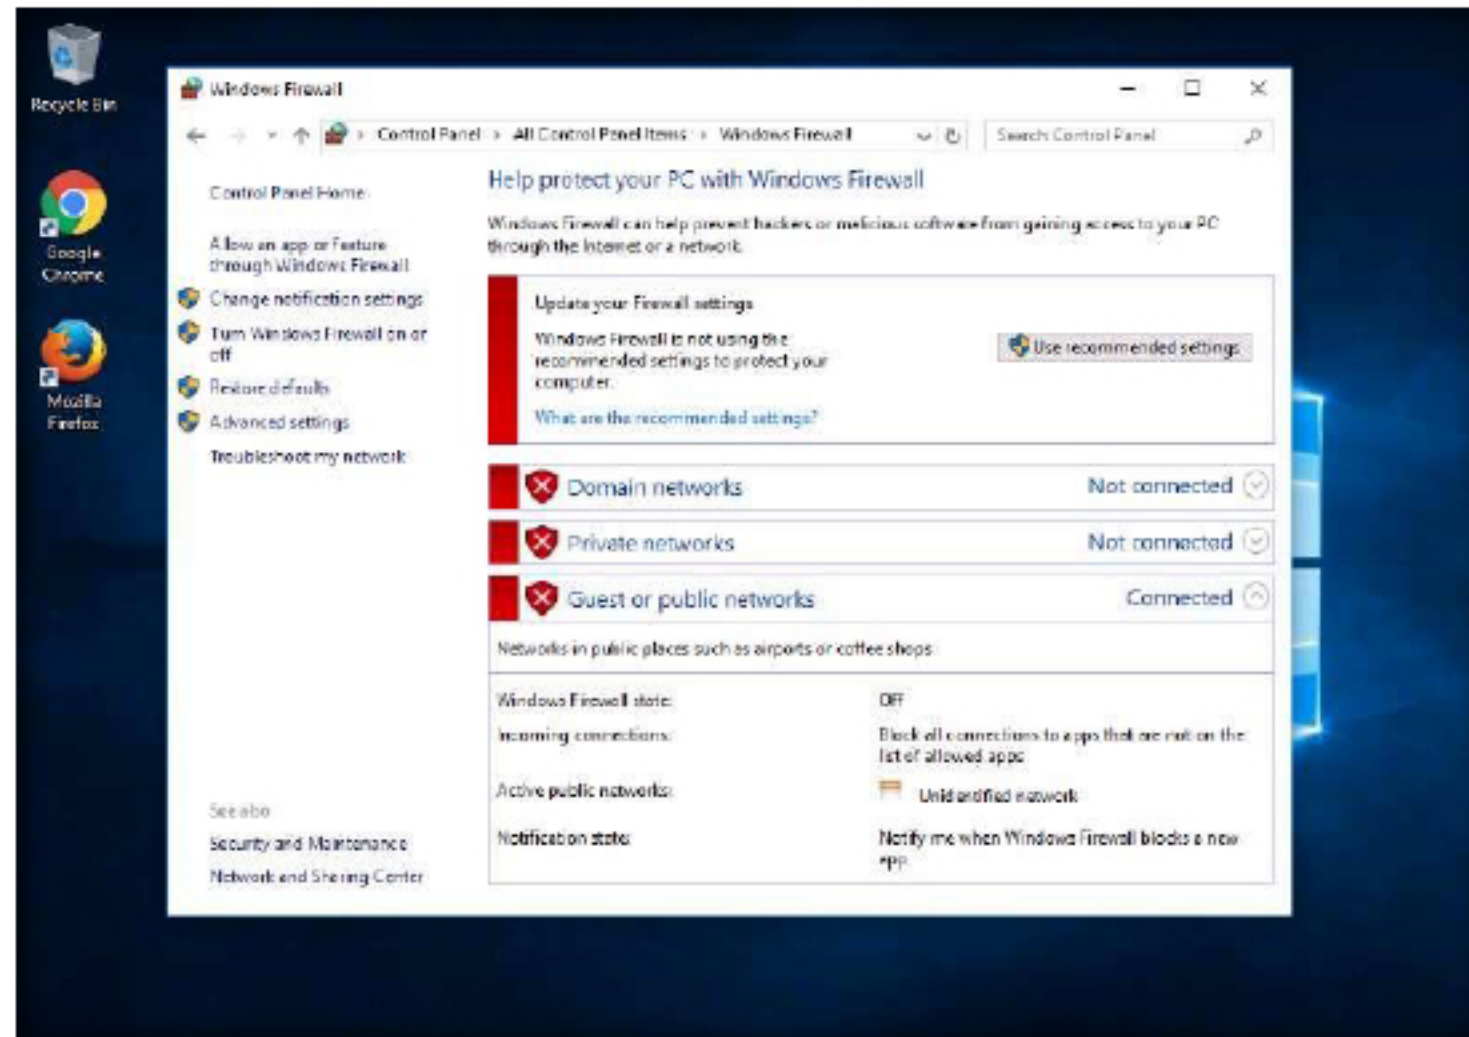 Recycle Bin
Google
Chrome
Mozilla
Firefox
Windows Firewall
Control Panel > All Control Panel Items > Windows Firewall
Search Control Panel
Control Panel Home
Allow an app or feature
through Windows Firewall
Change notification settings
Turn Windows Firewall on or
off
Restore defaults
Advanced settings
Troubleshoot my network
See also
Security and Maintenance
Network and Sharing Center
Help protect your PC with Windows Firewall
Windows Firewall can help prevent hackers or malicious software from gaining access to your PC
through the Internet or a network.
Update your Firewall settings
Windows Firewall is not using the
recommended settings to protect your
computer.
What are the recommended settings?
Use recommended settings
Domain networks Not connected
Private networks Not connected
Guest or public networks Connected
Networks in public places such as airports or coffee shops
Windows Firewall state: Off
Incoming connections: Block all connections to apps that are not on the
list of allowed apps
Active public networks: Unidentified network
Notification state: Notify me when Windows Firewall blocks a new
app